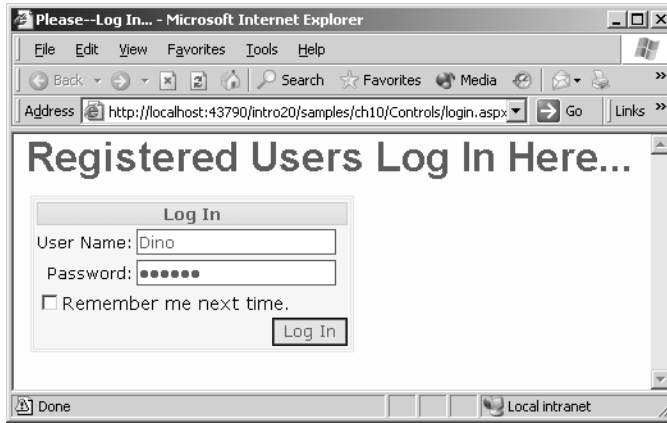 Please--Log In... - Microsoft Internet Explorer
File Edit View Favorites Tools Help
Back Search Favorites Media »
Address http://localhost:43790/intro20/samples/ch10/Controls/login.aspx Go Links »
Registered Users Log In Here...
Log In
User Name: Dino
Password: ●●●●●●
Remember me next time.
Log In
Done Local intranet